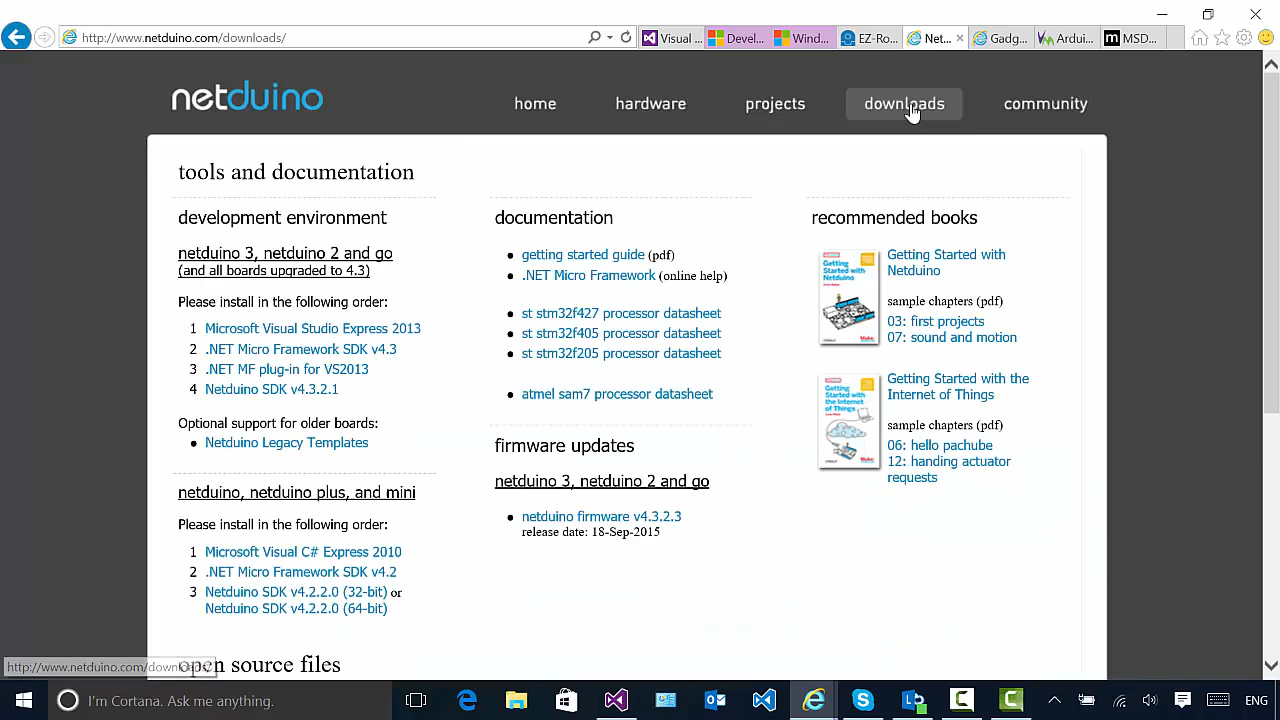 http://www.netduino.com/downloads/
Visual ...
Devel...
Wind...
EZ-Ro...
Net...
Gadg...
Ardui...
MSD...
netduino
home
hardware
projects
downloads
community
tools and documentation
development environment
netduino 3, netduino 2 and go
(and all boards upgraded to 4.3)
Please install in the following order:
1 Microsoft Visual Studio Express 2013
2 .NET Micro Framework SDK v4.3
3 .NET MF plug-in for VS2013
4 Netduino SDK v4.3.2.1
Optional support for older boards:
• Netduino Legacy Templates
netduino, netduino plus, and mini
Please install in the following order:
1 Microsoft Visual C# Express 2010
2 .NET Micro Framework SDK v4.2
3 Netduino SDK v4.2.2.0 (32-bit) or
Netduino SDK v4.2.2.0 (64-bit)
documentation
• getting started guide (pdf)
• .NET Micro Framework (online help)
• st stm32f427 processor datasheet
• st stm32f405 processor datasheet
• st stm32f205 processor datasheet
• atmel sam7 processor datasheet
firmware updates
netduino 3, netduino 2 and go
• netduino firmware v4.3.2.3
release date: 18-Sep-2015
recommended books
Getting Started with
Netduino
Getting Started with
Netduino
sample chapters (pdf)
03: first projects
07: sound and motion
Getting Started with the
Internet of Things
Getting Started with the
Internet of Things
sample chapters (pdf)
06: hello pachube
12: handing actuator
requests
open source files
http://www.netduino.com/downloads/
I'm Cortana. Ask me anything.
ENG